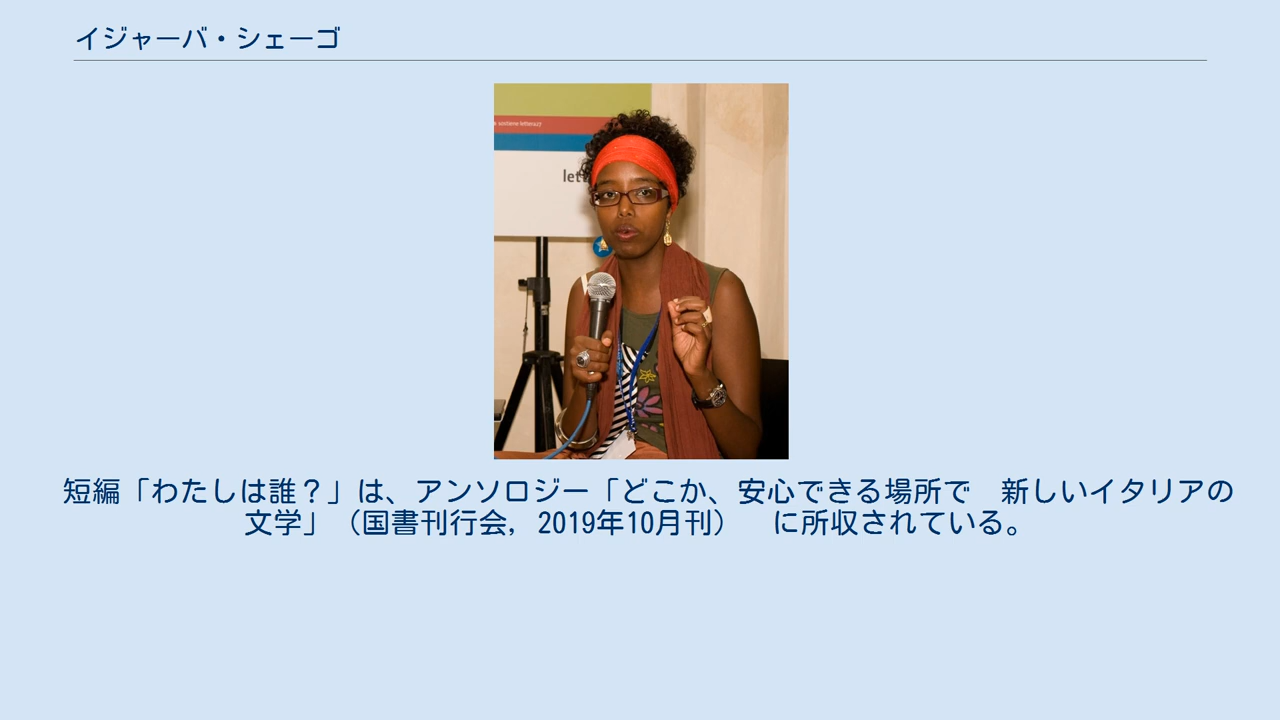 イジャーバ・シェーゴ
e archivie lettera27
lett
短編「わたしは誰？」は、アンソロジー「どこか、安心できる場所で　新しいイタリアの
文学」（国書刊行会, 2019年10月刊）　に所収されている。